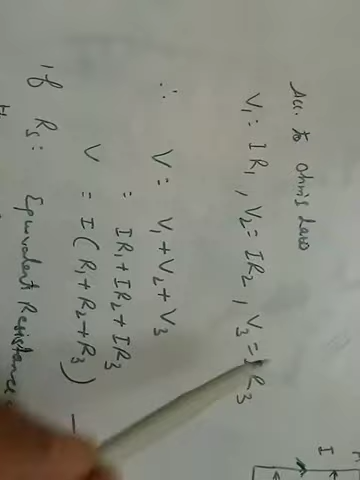 Acc. to ohm's Law
V₁ = IR₁ , V₂ = IR₂ , V₃ = IR₃
∴ V = V₁ + V₂ + V₃
= IR₁ + IR₂ + IR₃
V = I (R₁ + R₂ + R₃) —
if Rs = Equivalent Resistance
I